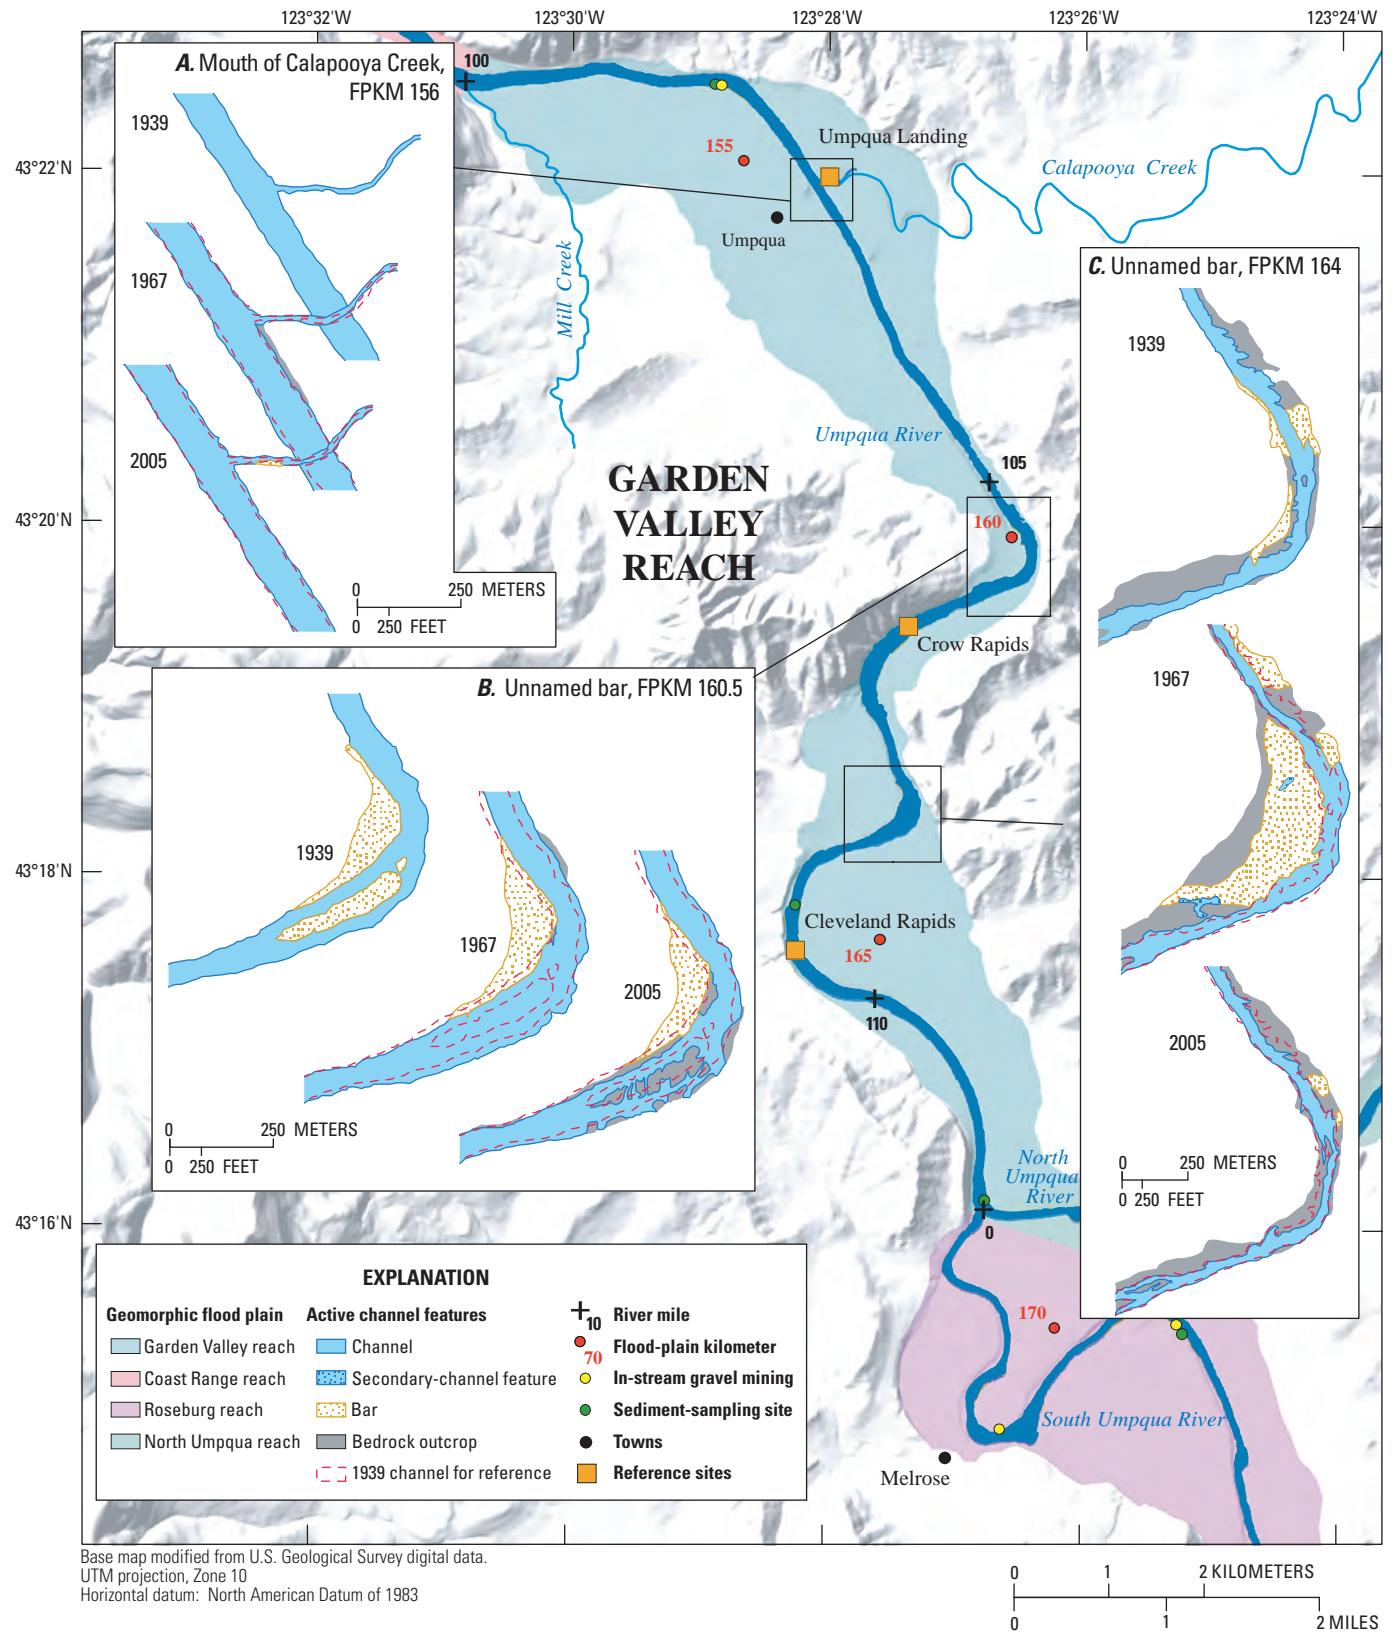 123°32'W
123°30'W
123°28'W
123°26'W
123°24'W
43°22'N
43°20'N
43°18'N
43°16'N
A. Mouth of Calapooya Creek,
FPKM 156
1939
1967
2005
0 250 METERS
0 250 FEET
100
155
Umpqua Landing
Calapooya Creek
Umpqua
Mill Creek
Umpqua River
GARDEN
VALLEY
REACH
105
160
Crow Rapids
C. Unnamed bar, FPKM 164
1939
1967
2005
0 250 METERS
0 250 FEET
B. Unnamed bar, FPKM 160.5
1939
1967
2005
0 250 METERS
0 250 FEET
Cleveland Rapids
165
110
North
Umpqua
River
0
170
South Umpqua River
Melrose
EXPLANATION
Geomorphic flood plain
Garden Valley reach
Coast Range reach
Roseburg reach
North Umpqua reach
Active channel features
Channel
Secondary-channel feature
Bar
Bedrock outcrop
1939 channel for reference
10 River mile
70 Flood-plain kilometer
In-stream gravel mining
Sediment-sampling site
Towns
Reference sites
Base map modified from U.S. Geological Survey digital data.
UTM projection, Zone 10
Horizontal datum: North American Datum of 1983
0 1 2 KILOMETERS
0 1 2 MILES